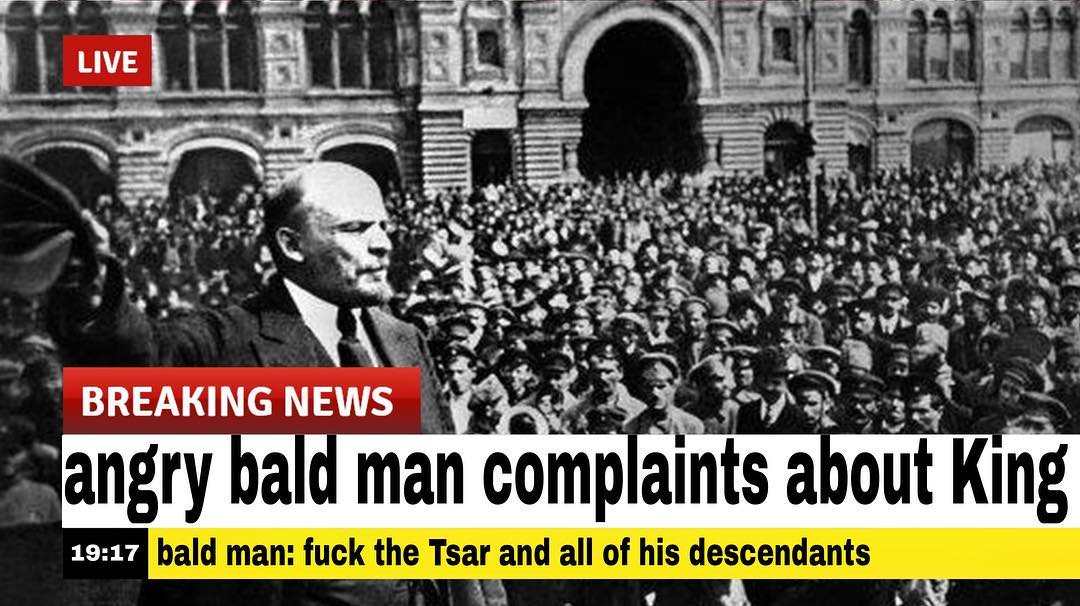 LIVE
BREAKING NEWS
angry bald man complaints about King
19:17 bald man: fuck the Tsar and all of his descendants